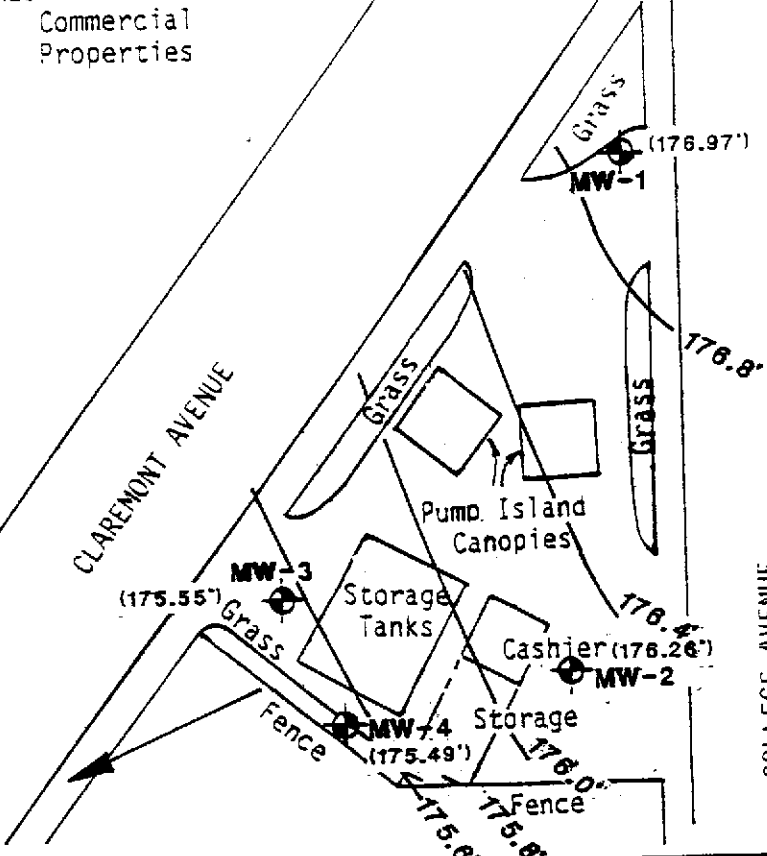 Commercial
Properties
Grass
(176.97')
MW-1
176.8'
CLAREMONT AVENUE
Grass
Grass
Pump Island
Canopies
MW-3
(175.55')
Grass
Storage
Tanks
176.4'
Cashier
(176.26')
MW-2
Fence
MW-4
(175.49')
Storage
176.0'
Fence
AVENUE